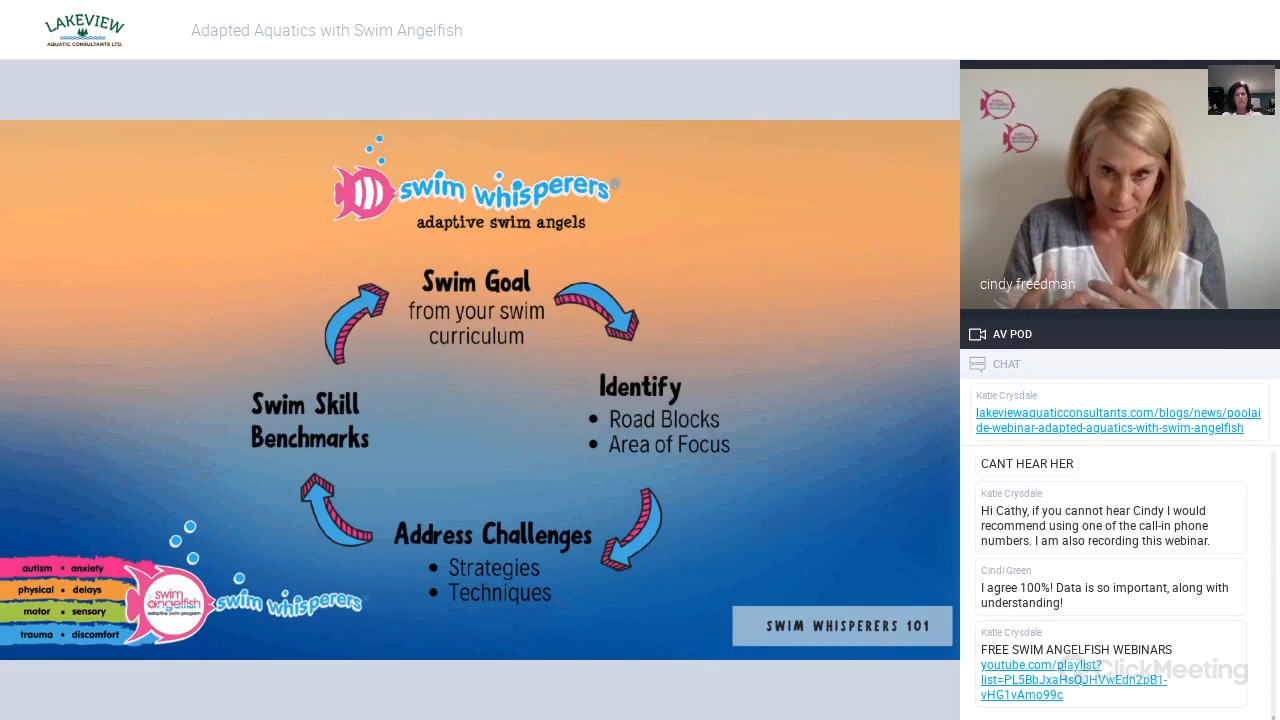 LAKEVIEW
AQUATIC CONSULTANTS LTD.
Adapted Aquatics with Swim Angelfish
swim whisperers®
adaptive swim angels
Swim Goal
from your swim
curriculum
Identify
• Road Blocks
• Area of Focus
Address Challenges
• Strategies
• Techniques
Swim Skill
Benchmarks
autism • anxiety
physical • delays
motor • sensory
trauma • discomfort
swim
angelfish
adaptive swim program
swim whisperers
SWIM WHISPERERS 101
cindy freedman
AV POD
CHAT
Katie Crysdale
lakeviewaquaticconsultants.com/blogs/news/poolai
de-webinar-adapted-aquatics-with-swim-angelfish
CANT HEAR HER
Katie Crysdale
Hi Cathy, if you cannot hear Cindy I would
recommend using one of the call-in phone
numbers. I am also recording this webinar.
Cindi Green
I agree 100%! Data is so important, along with
understanding!
Katie Crysdale
FREE SWIM ANGELFISH WEBINARS
youtube.com/playlist?
list=PL5BbJxaHsQJHVwEdn2pB1-
vHG1vAmo99c
ClickMeeting